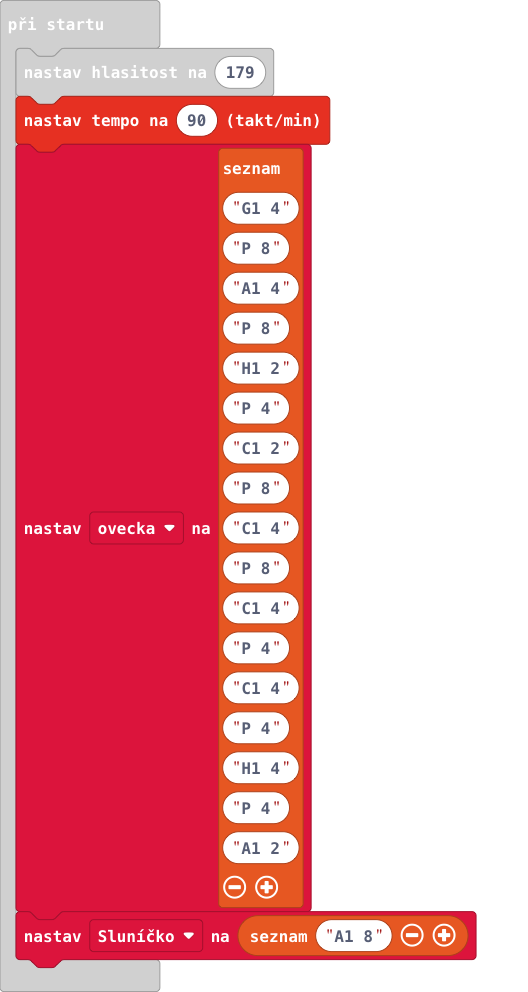 při startu
nastav hlasitost na 179
nastav tempo na 90 (takt/min)
seznam
"G1 4"
"P 8"
"A1 4"
"P 8"
"H1 2"
"P 4"
"C1 2"
"P 8"
nastav ovecka na "C1 4"
"P 8"
"C1 4"
"P 4"
"C1 4"
"P 4"
"H1 4"
"P 4"
"A1 2"
nastav Sluníčko na seznam "A1 8"